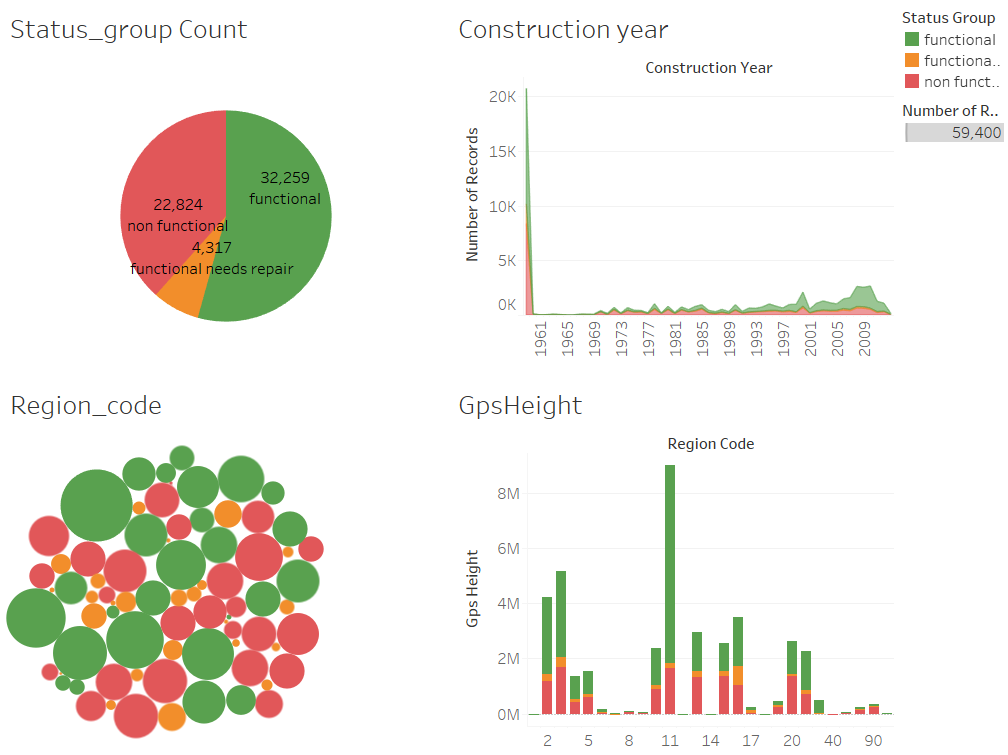 Status_group Count
32,259
functional
22,824
non functional
4,317
functional needs repair
Construction year
Construction Year
Number of Records
20K
15K
10K
5K
0K
1961
1965
1969
1973
1977
1981
1985
1989
1993
1997
2001
2005
2009
Status Group
functional
functiona..
non funct..
Number of R..
59,400
Region_code
GpsHeight
Region Code
Gps Height
8M
6M
4M
2M
0M
2
5
8
11
14
17
20
40
90